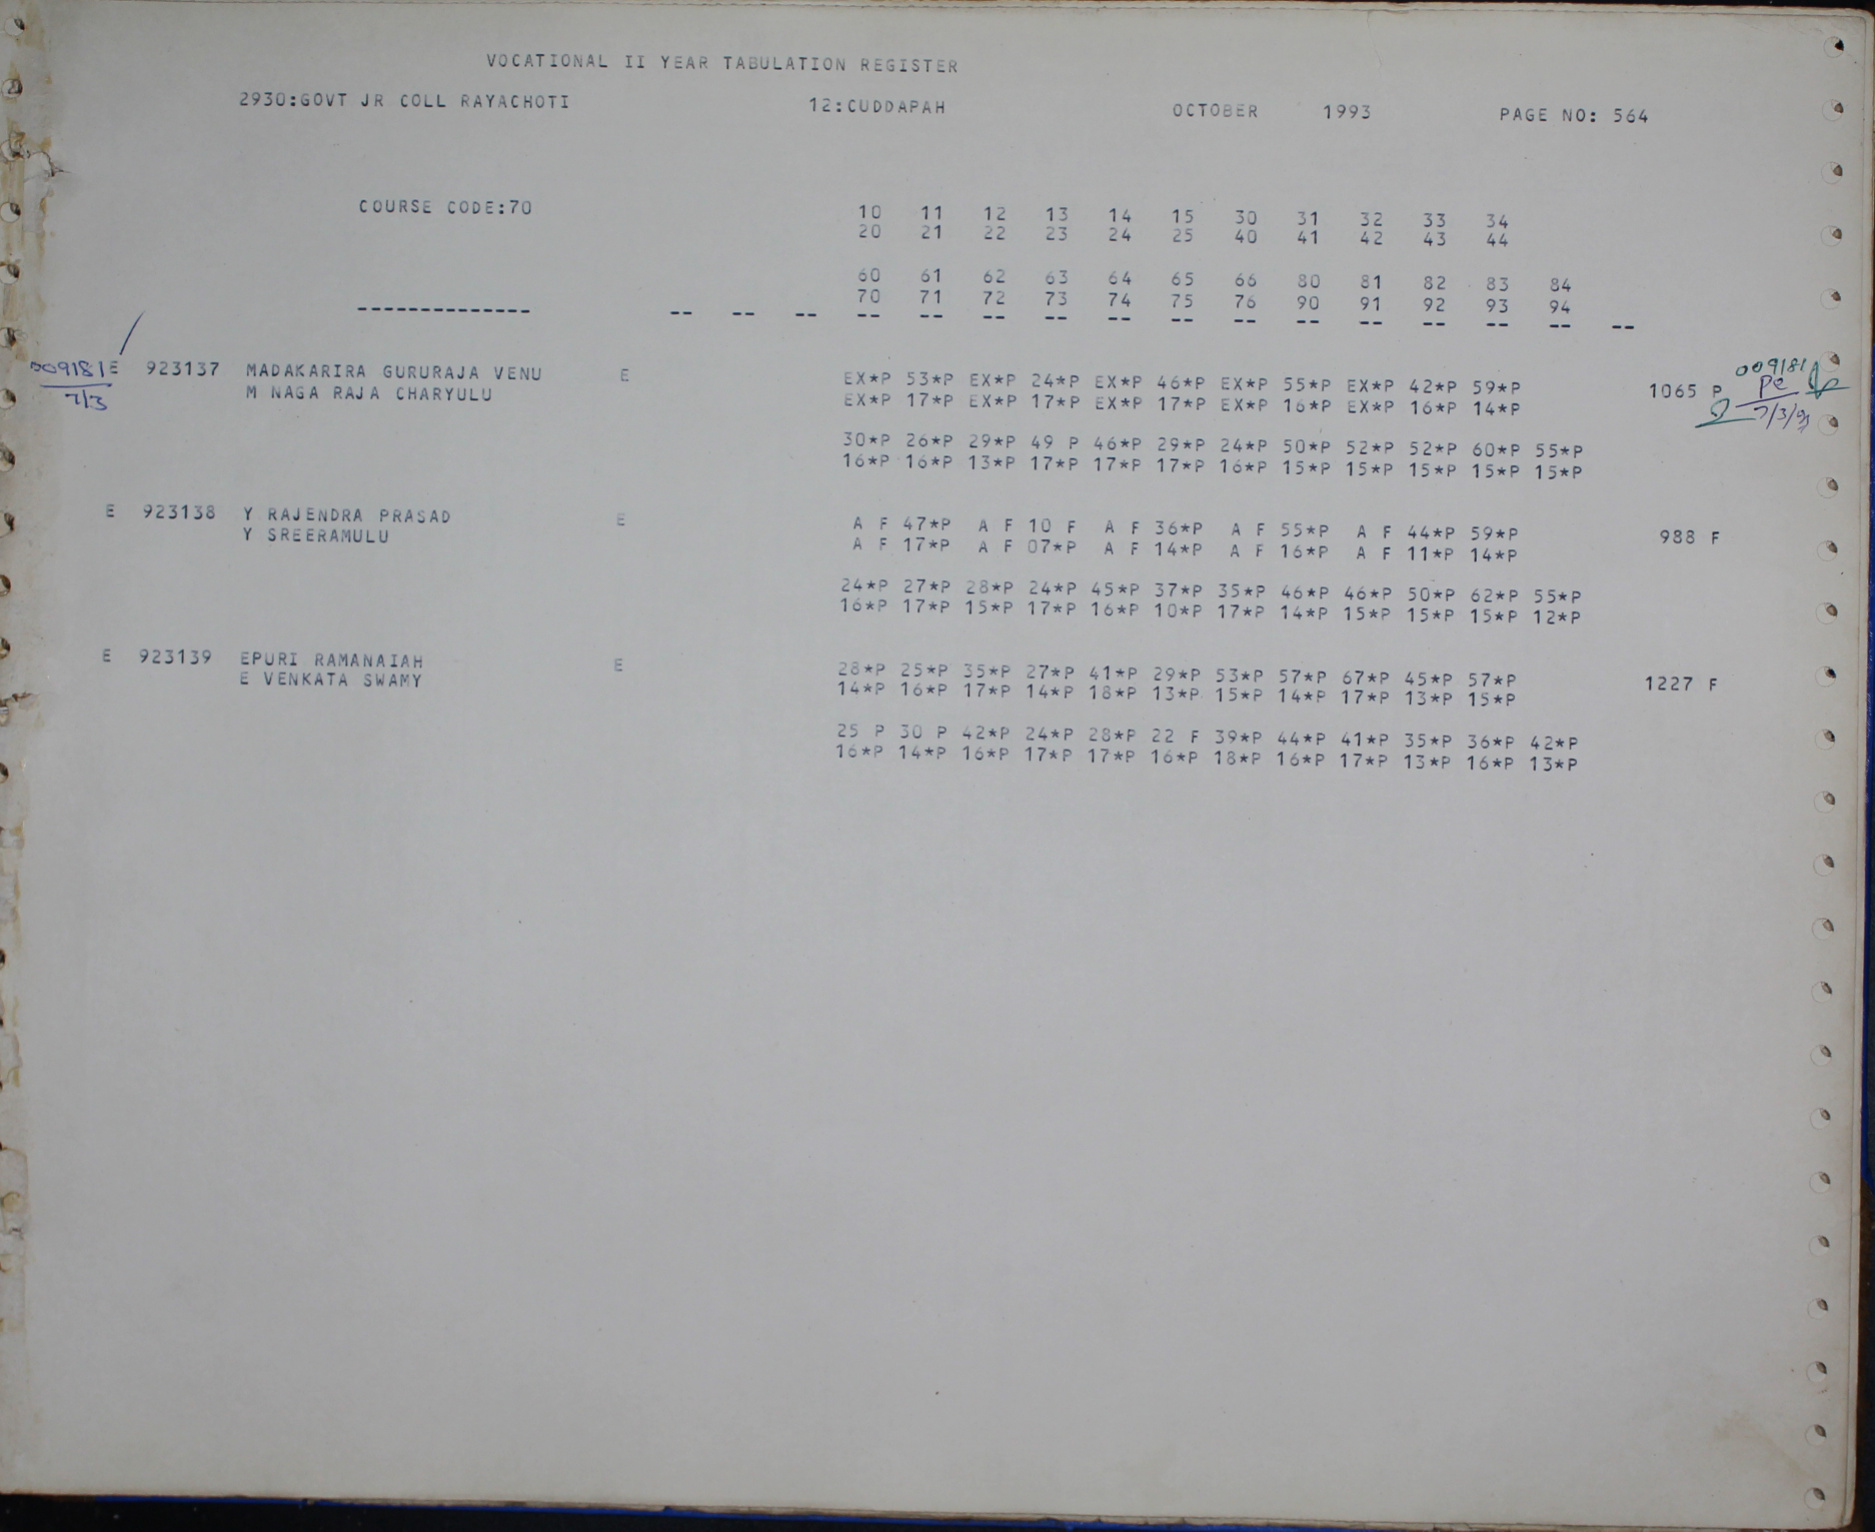 VOCATIONAL II YEAR TABULATION REGISTER
2930:GOVT JR COLL RAYACHOTI 12:CUDDAPAH OCTOBER 1993 PAGE NO: 564
COURSE CODE:70 10 11 12 13 14 15 30 31 32 33 34
20 21 22 23 24 25 40 41 42 43 44
60 61 62 63 64 65 66 80 81 82 83 84
70 71 72 73 74 75 76 90 91 92 93 94
-------------- -- -- -- -- -- -- -- -- -- -- -- -- -- -- -- --
009181 E 923137 MADAKARIRA GURURAJA VENU E EX*P 53*P EX*P 24*P EX*P 46*P EX*P 55*P EX*P 42*P 59*P 1065 P 009181
7/3 M NAGA RAJA CHARYULU EX*P 17*P EX*P 17*P EX*P 17*P EX*P 16*P EX*P 16*P 14*P
30*P 26*P 29*P 49 P 46*P 29*P 24*P 50*P 52*P 52*P 60*P 55*P
16*P 16*P 13*P 17*P 17*P 17*P 16*P 15*P 15*P 15*P 15*P 15*P
E 923138 Y RAJENDRA PRASAD E A F 47*P A F 10 F A F 36*P A F 55*P A F 44*P 59*P 988 F
Y SREERAMULU A F 17*P A F 07*P A F 14*P A F 16*P A F 11*P 14*P
24*P 27*P 28*P 24*P 45*P 37*P 35*P 46*P 46*P 50*P 62*P 55*P
16*P 17*P 15*P 17*P 16*P 10*P 17*P 14*P 15*P 15*P 15*P 12*P
E 923139 EPURI RAMANAIAH E 28*P 25*P 35*P 27*P 41*P 29*P 53*P 57*P 67*P 45*P 57*P 1227 F
E VENKATA SWAMY 14*P 16*P 17*P 14*P 18*P 13*P 15*P 14*P 17*P 13*P 15*P
25 P 30 P 42*P 24*P 28*P 22 F 39*P 44*P 41*P 35*P 36*P 42*P
16*P 14*P 16*P 17*P 17*P 16*P 18*P 16*P 17*P 13*P 16*P 13*P